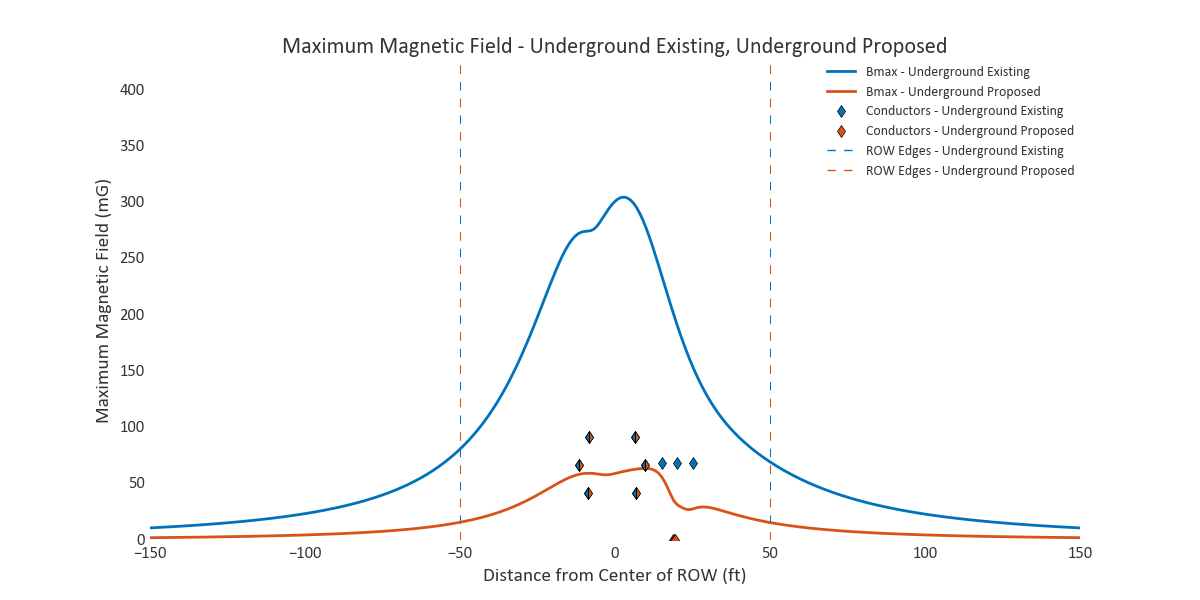 Maximum Magnetic Field - Underground Existing, Underground Proposed
Bmax - Underground Existing
Bmax - Underground Proposed
Conductors - Underground Existing
Conductors - Underground Proposed
ROW Edges - Underground Existing
ROW Edges - Underground Proposed
Maximum Magnetic Field (mG)
400
350
300
250
200
150
100
50
0
−150
−100
−50
0
50
100
150
Distance from Center of ROW (ft)